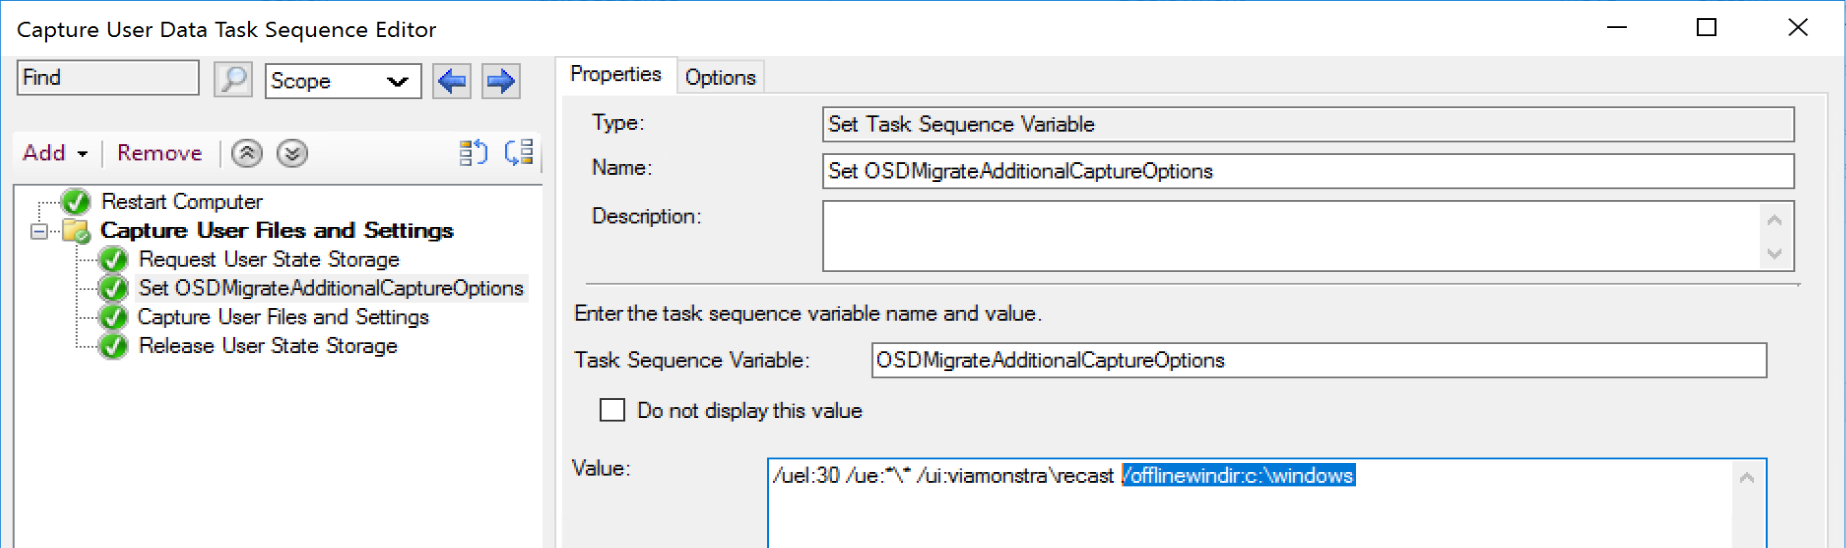 Capture User Data Task Sequence Editor
Find
Scope
Add
Remove
Restart Computer
Capture User Files and Settings
Request User State Storage
Set OSDMigrateAdditionalCaptureOptions
Capture User Files and Settings
Release User State Storage
Properties
Options
Type:
Set Task Sequence Variable
Name:
Set OSDMigrateAdditionalCaptureOptions
Description:
Enter the task sequence variable name and value.
Task Sequence Variable:
OSDMigrateAdditionalCaptureOptions
Do not display this value
Value:
/uel:30 /ue:*\* /ui:viamonstra\recast /offlinewindir:c:\windows